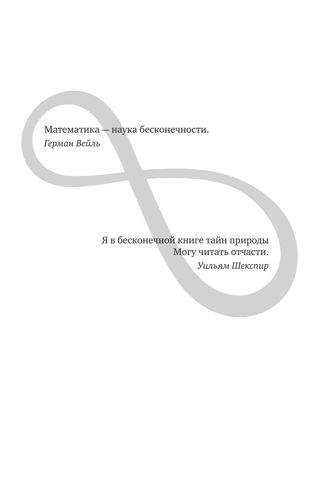 Математика — наука бесконечности.
Герман Вейль
Я в бесконечной книге тайн природы
Могу читать отчасти.
Уильям Шекспир